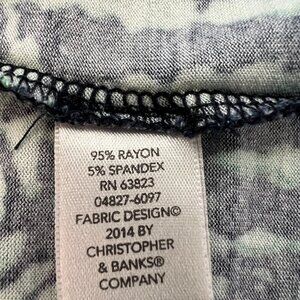 95% RAYON
5% SPANDEX
RN 63823
04827-6097
FABRIC DESIGN©
2014 BY
CHRISTOPHER
& BANKS®
COMPANY